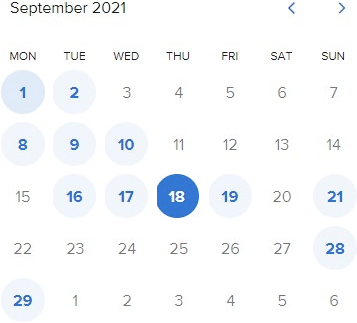 September 2021
MON TUE WED THU FRI SAT SUN
1 2 3 4 5 6 7
8 9 10 11 12 13 14
15 16 17 18 19 20 21
22 23 24 25 26 27 28
29 1 2 3 4 5 6